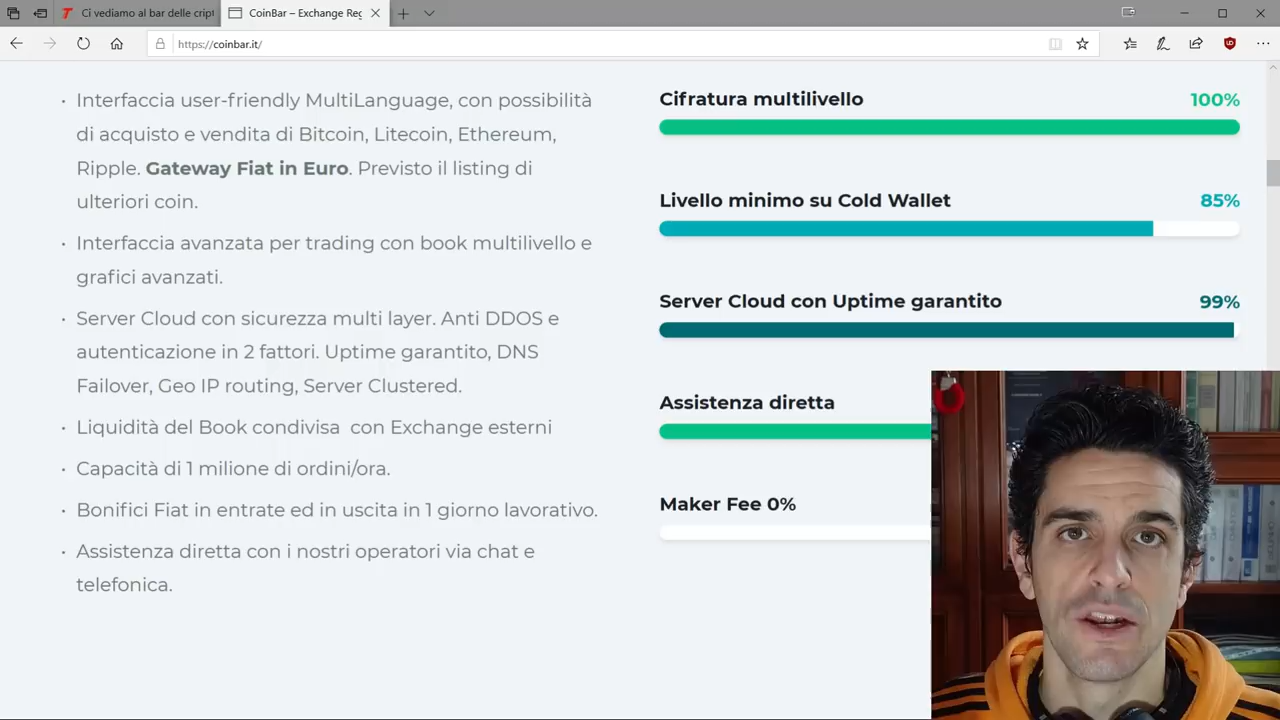 Ci vediamo al bar delle cript
CoinBar – Exchange Reg
https://coinbar.it/
Interfaccia user-friendly MultiLanguage, con possibilità
di acquisto e vendita di Bitcoin, Litecoin, Ethereum,
Ripple. Gateway Fiat in Euro. Previsto il listing di
ulteriori coin.
Interfaccia avanzata per trading con book multilivello e
grafici avanzati.
Server Cloud con sicurezza multi layer. Anti DDOS e
autenticazione in 2 fattori. Uptime garantito, DNS
Failover, Geo IP routing, Server Clustered.
Liquidità del Book condivisa con Exchange esterni
Capacità di 1 milione di ordini/ora.
Bonifici Fiat in entrate ed in uscita in 1 giorno lavorativo.
Assistenza diretta con i nostri operatori via chat e
telefonica.
Cifratura multilivello 100%
Livello minimo su Cold Wallet 85%
Server Cloud con Uptime garantito 99%
Assistenza diretta
Maker Fee 0%